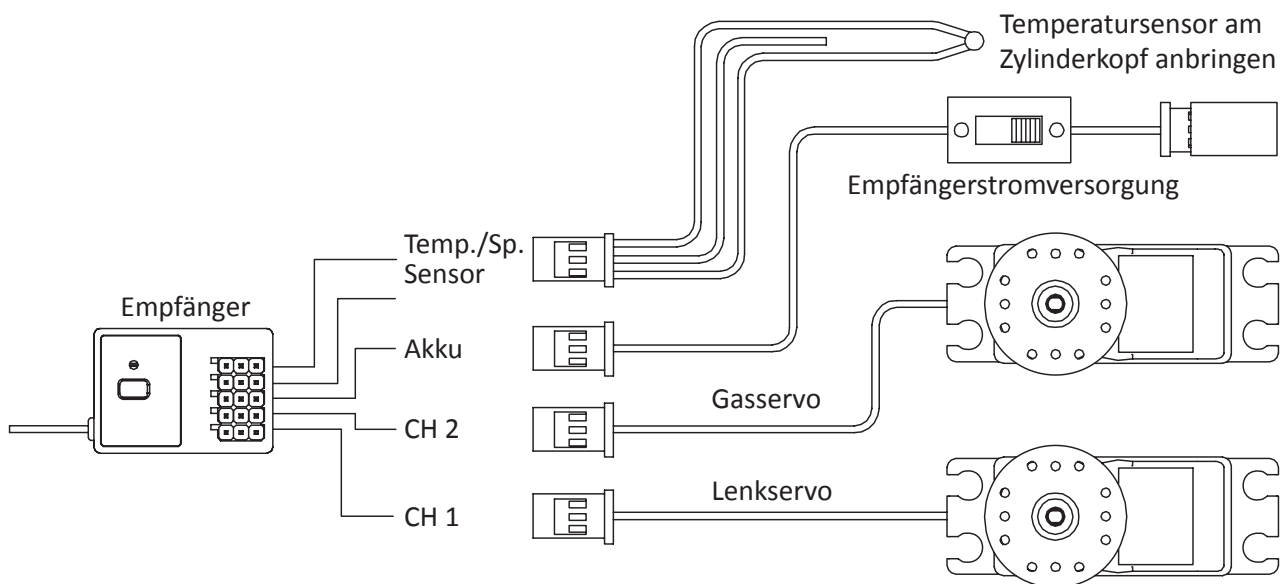 Temperatursensor am
Zylinderkopf anbringen
Empfängerstromversorgung
Temp./Sp.
Sensor
Empfänger
Akku
Gasservo
CH 2
Lenkservo
CH 1